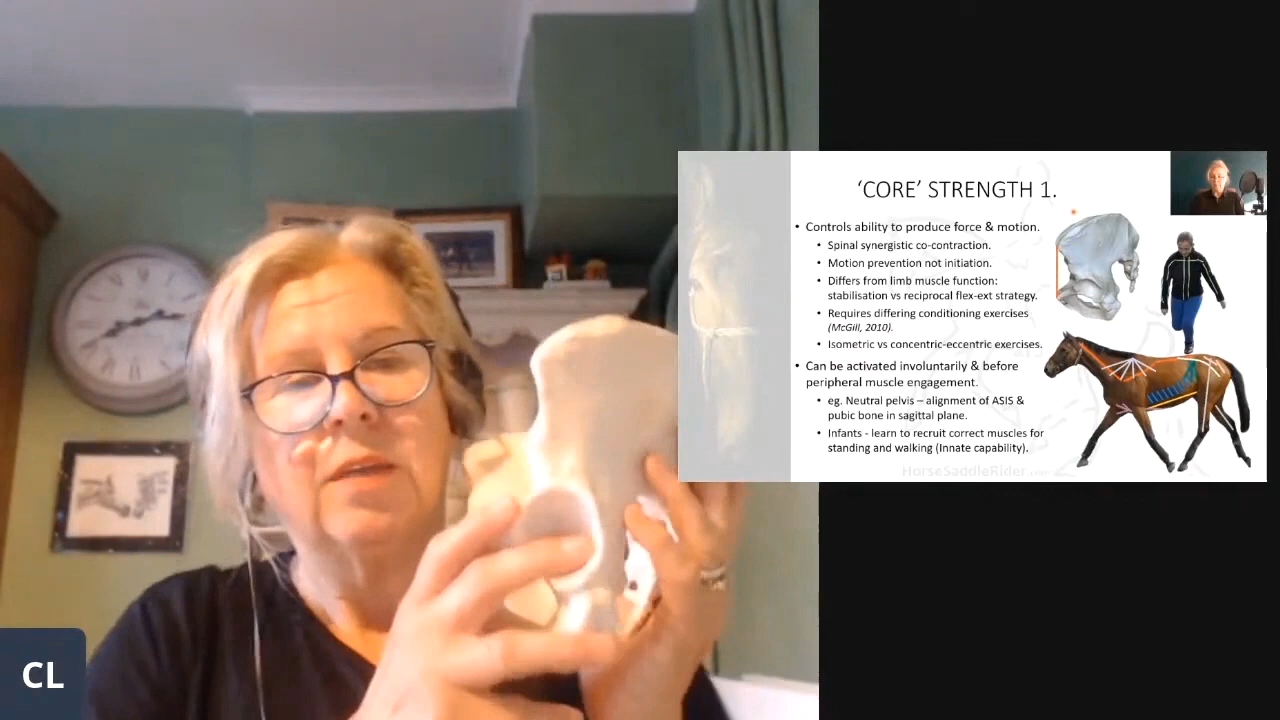 'CORE' STRENGTH 1.
• Controls ability to produce force & motion.
• Spinal synergistic co-contraction.
• Motion prevention not initiation.
• Differs from limb muscle function:
stabilisation vs reciprocal flex-ext strategy.
• Requires differing conditioning exercises
(McGill, 2010).
• Isometric vs concentric-eccentric exercises.
• Can be activated involuntarily & before
peripheral muscle engagement.
• eg. Neutral pelvis – alignment of ASIS &
pubic bone in sagittal plane.
• Infants - learn to recruit correct muscles for
standing and walking (Innate capability).
HorseSaddleRider
CL